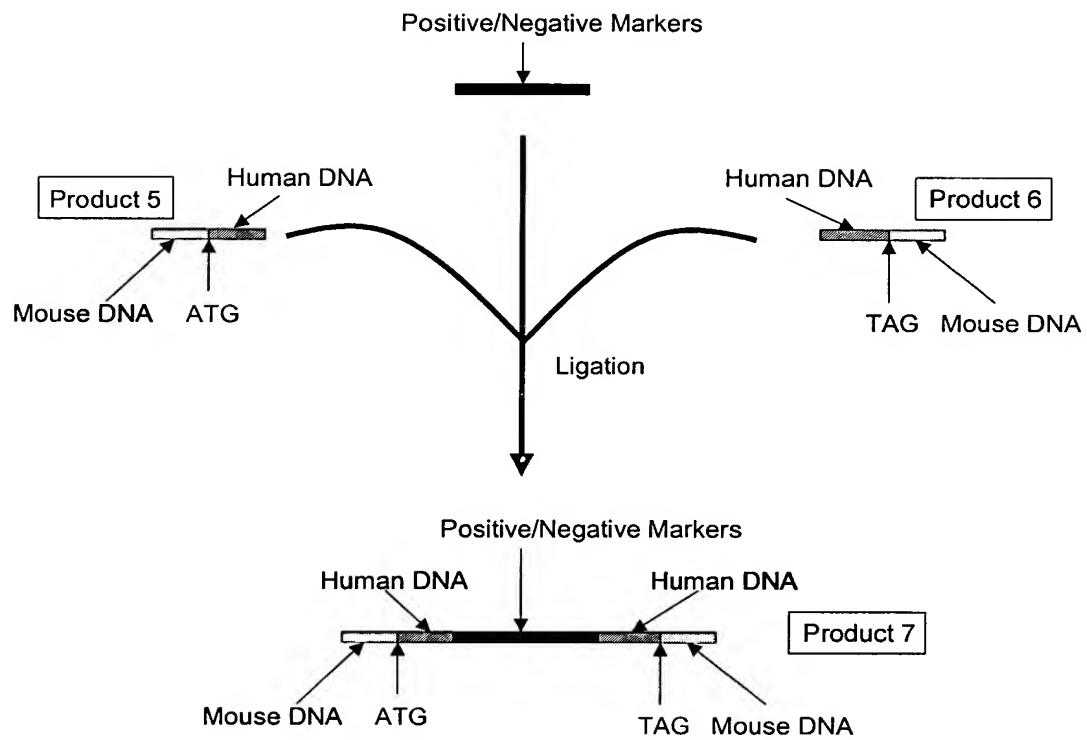 Positive/Negative Markers
Product 5
Human DNA
Human DNA
Product 6
Mouse DNA
ATG
TAG
Mouse DNA
Ligation
Positive/Negative Markers
Human DNA
Human DNA
Product 7
Mouse DNA
ATG
TAG
Mouse DNA